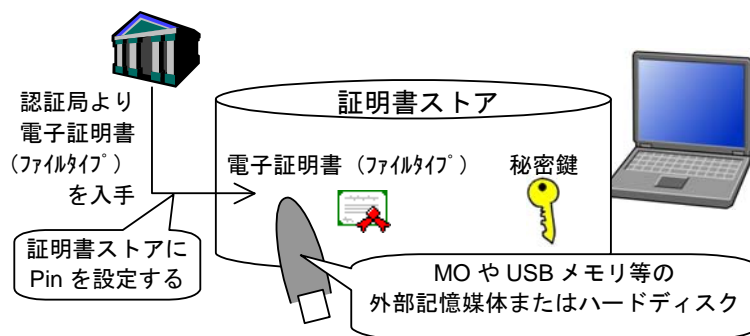 認証局より
電子証明書
（ﾌｧｲﾙﾀｲﾌﾟ）
を入手
証明書ストア
電子証明書（ﾌｧｲﾙﾀｲﾌﾟ）
秘密鍵
証明書ストアに
Pin を設定する
MO や USB メモリ等の
外部記憶媒体またはハードディスク